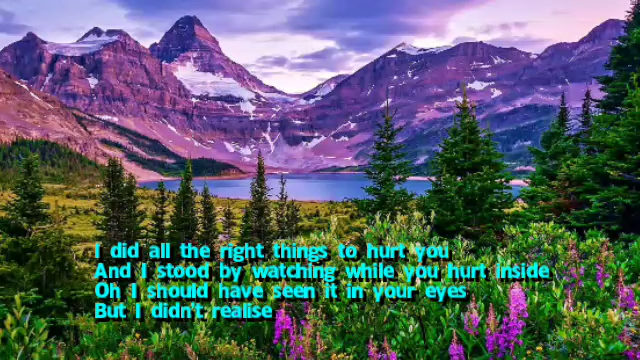 I did all the right things to hurt you
And I stood by watching while you hurt inside
Oh I should have seen it in your eyes
But I didn't realise